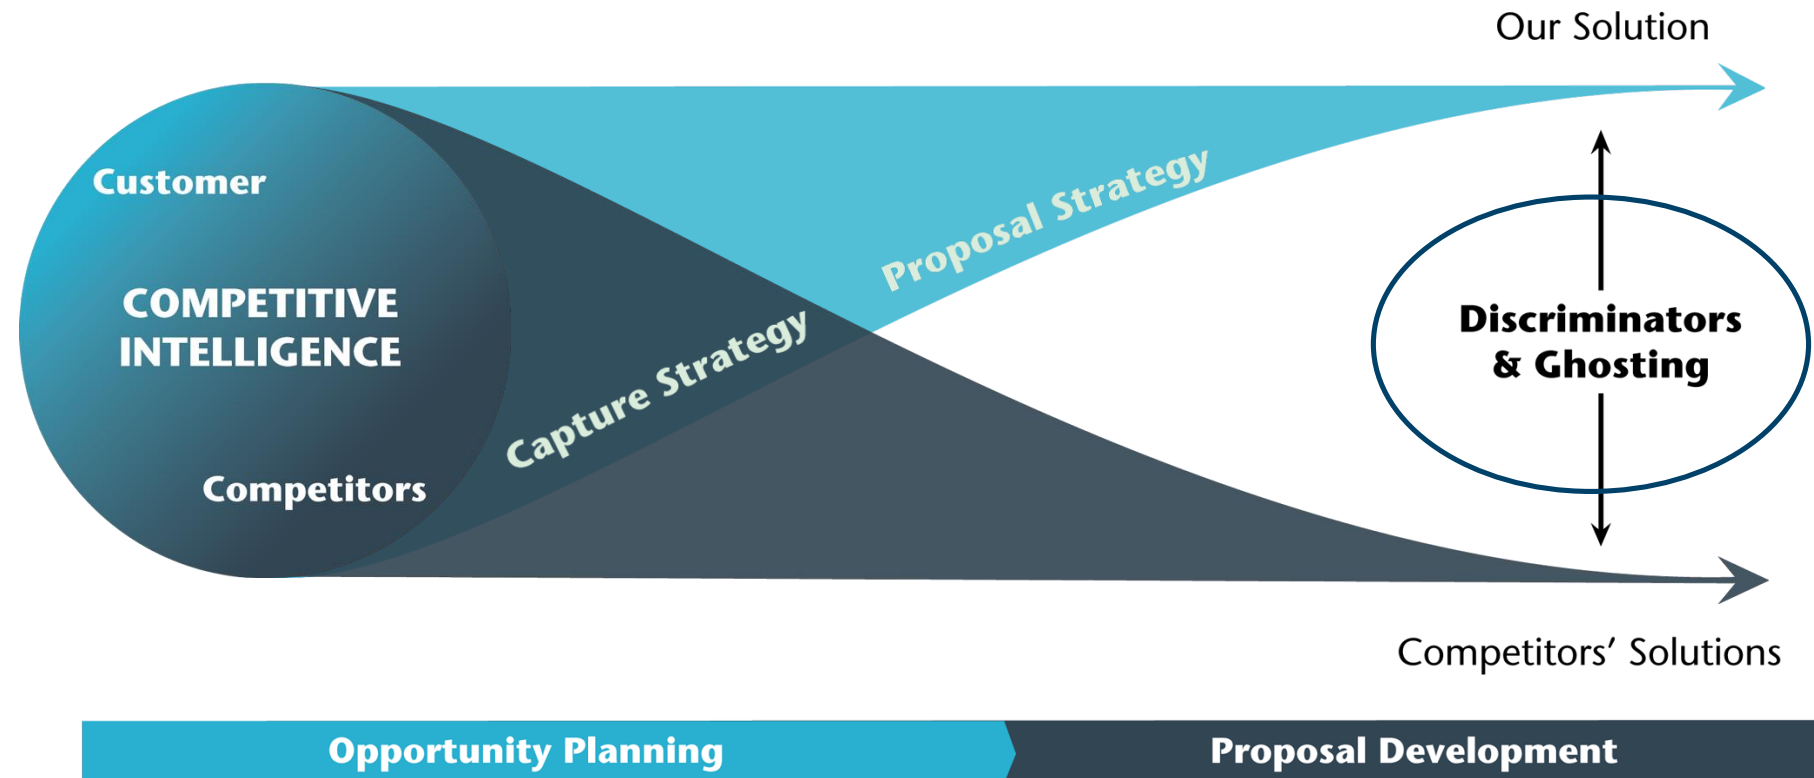 Our Solution
Customer
Proposal Strategy
COMPETITIVE
INTELLIGENCE
Capture Strategy
Discriminators
& Ghosting
Competitors
Competitors’ Solutions
Opportunity Planning
Proposal Development